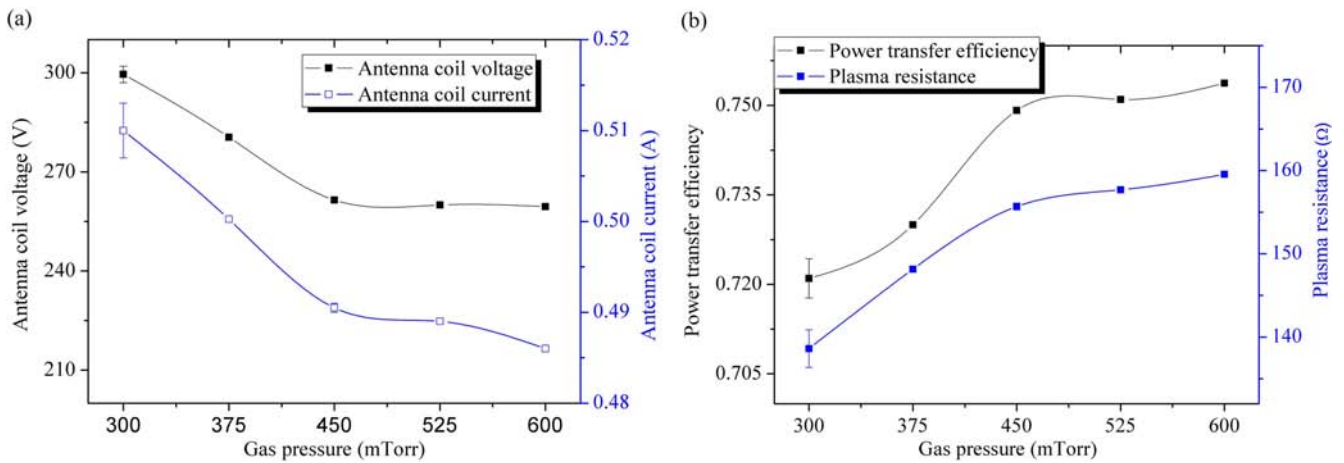 (a)
Antenna coil voltage
Antenna coil current
300
270
240
210
Antenna coil voltage (V)
0.52
0.51
0.50
0.49
0.48
Antenna coil current (A)
300 375 450 525 600
Gas pressure (mTorr)
(b)
Power transfer efficiency
Plasma resistance
0.750
0.735
0.720
0.705
Power transfer efficiency
170
160
150
140
Plasma resistance (Ω)
300 375 450 525 600
Gas pressure (mTorr)